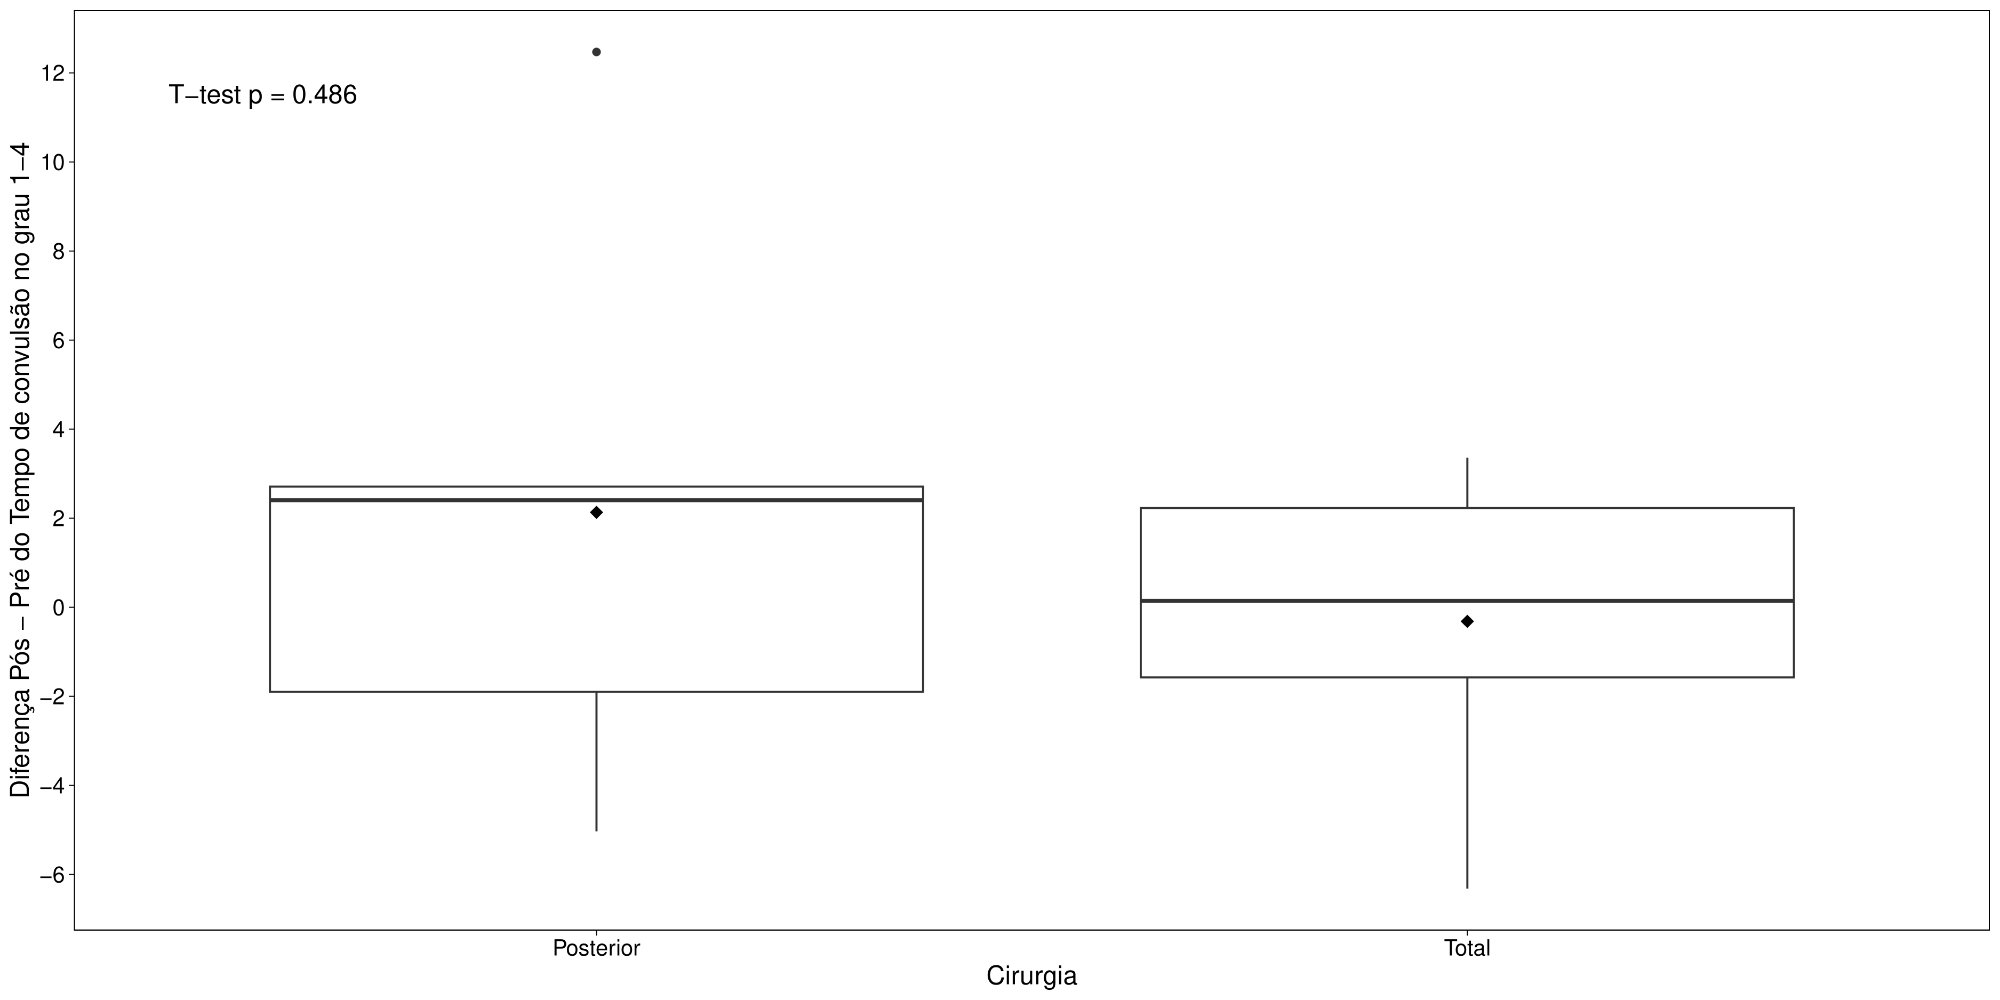 Diferença Pós − Pré do Tempo de convulsão no grau 1−4
12
10
8
6
4
2
0
−2
−4
−6
T−test p = 0.486
Posterior
Total
Cirurgia